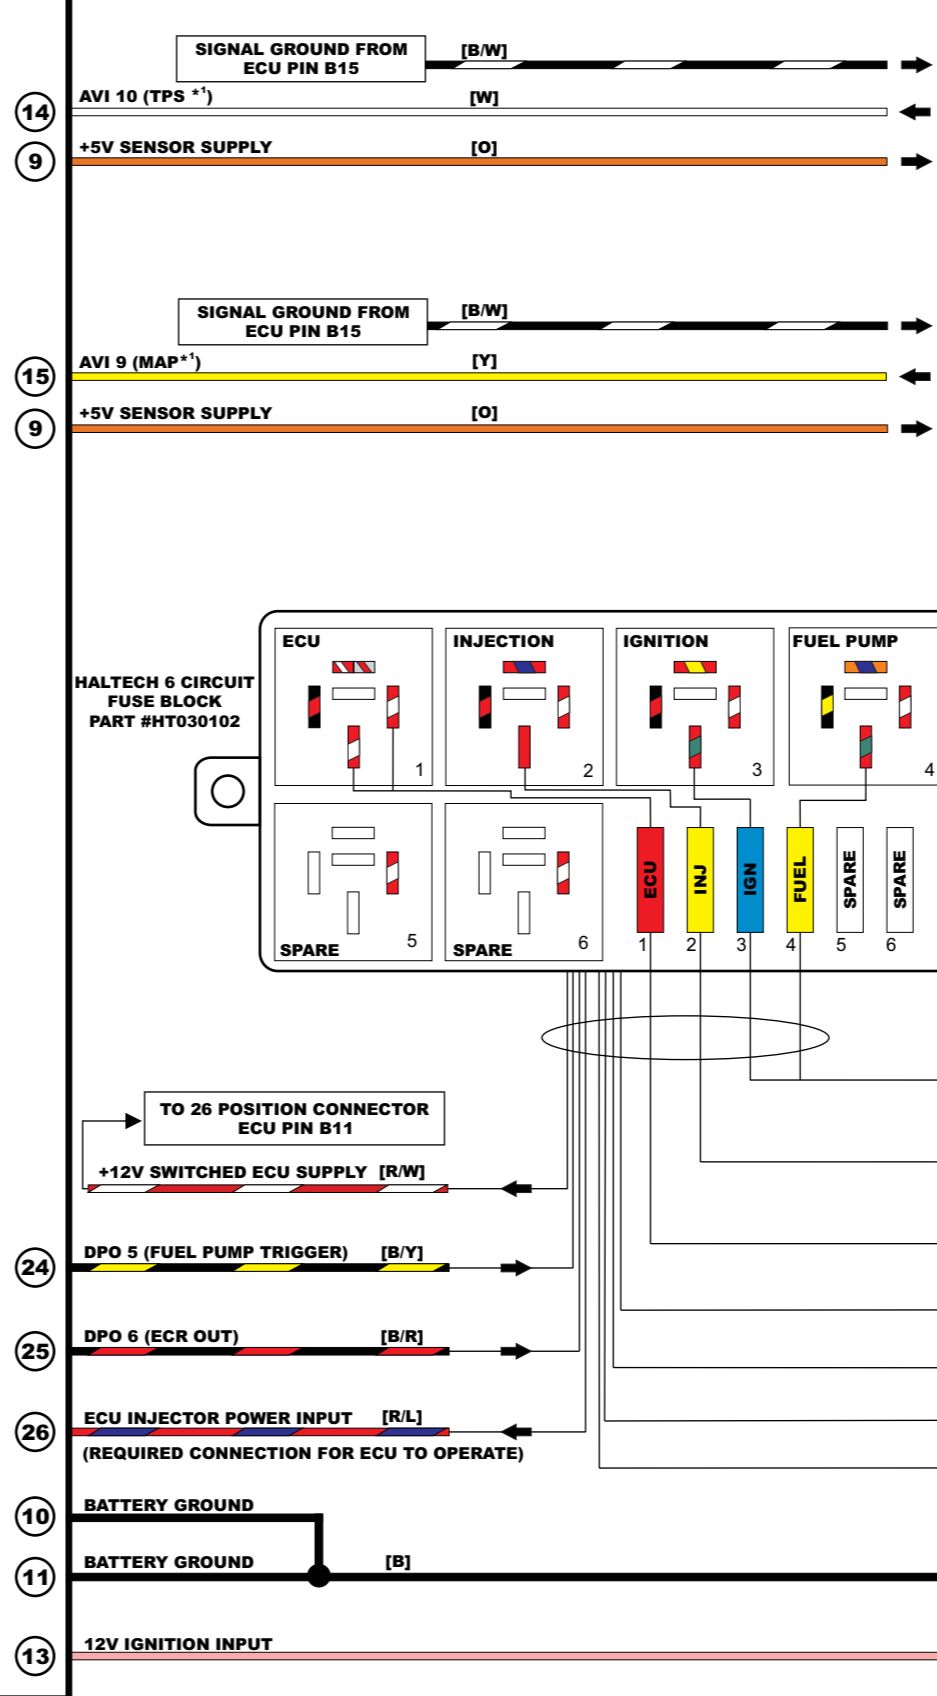 SIGNAL GROUND FROM
ECU PIN B15
[B/W]
14
AVI 10 (TPS *1)
[W]
9
+5V SENSOR SUPPLY
[O]
SIGNAL GROUND FROM
ECU PIN B15
[B/W]
15
AVI 9 (MAP*1)
[Y]
9
+5V SENSOR SUPPLY
[O]
HALTECH 6 CIRCUIT
FUSE BLOCK
PART #HT030102
ECU
1
INJECTION
2
IGNITION
3
FUEL PUMP
4
SPARE
5
SPARE
6
ECU
1
INJ
2
IGN
3
FUEL
4
SPARE
5
SPARE
6
TO 26 POSITION CONNECTOR
ECU PIN B11
+12V SWITCHED ECU SUPPLY [R/W]
24
DPO 5 (FUEL PUMP TRIGGER)
[B/Y]
25
DPO 6 (ECR OUT)
[B/R]
26
ECU INJECTOR POWER INPUT
[R/L]
(REQUIRED CONNECTION FOR ECU TO OPERATE)
10
BATTERY GROUND
11
BATTERY GROUND
[B]
13
12V IGNITION INPUT